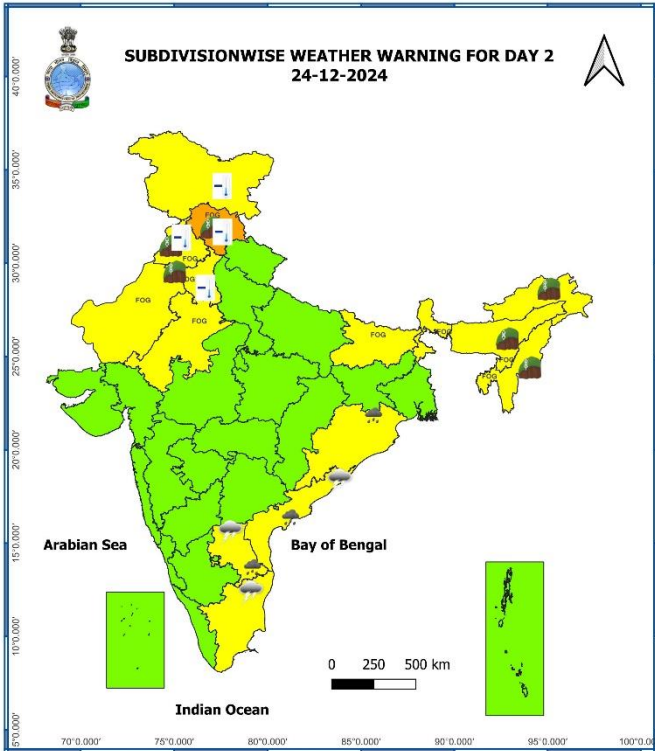 SUBDIVISIONWISE WEATHER WARNING FOR DAY 2
24-12-2024
40°0.000'
35°0.000'
30°0.000'
25°0.000'
20°0.000'
15°0.000'
10°0.000'
5°0.000'
FOG
FOG
FOG
FOG
FOG
FOG
FOG
FOG
Arabian Sea
Bay of Bengal
0 250 500 km
Indian Ocean
70°0.000' 75°0.000' 80°0.000' 85°0.000' 90°0.000' 95°0.000' 100°0.0